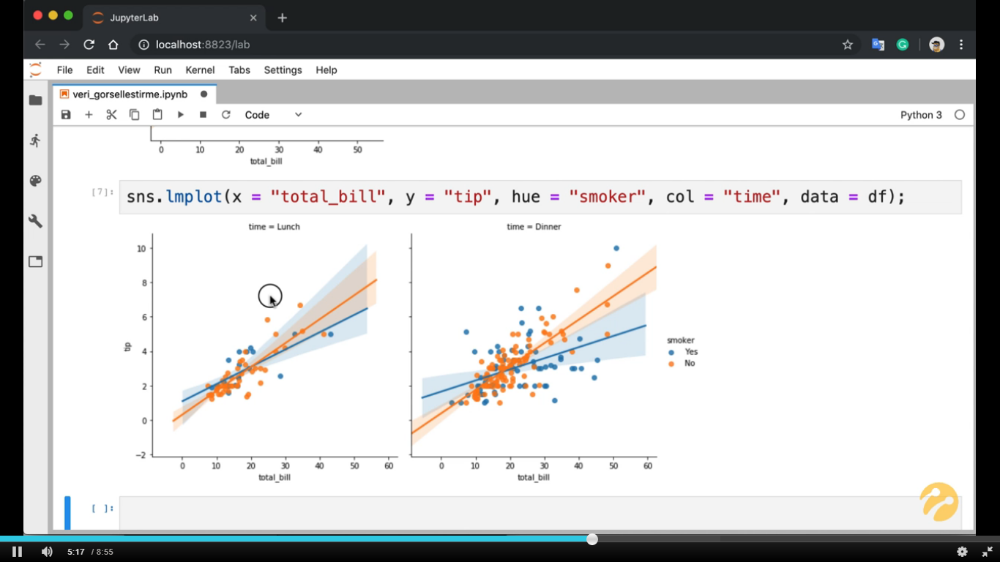 JupyterLab
localhost:8823/lab
File Edit View Run Kernel Tabs Settings Help
veri_gorsellestirme.ipynb
Code
Python 3
0 10 20 30 40 50
total_bill
[7]: sns.lmplot(x = "total_bill", y = "tip", hue = "smoker", col = "time", data = df);
time = Lunch time = Dinner
10
8
6
4
2
0
−2
tip
smoker
Yes
No
0 10 20 30 40 50 60 0 10 20 30 40 50 60
total_bill total_bill
[ ]:
5:17 / 8:55